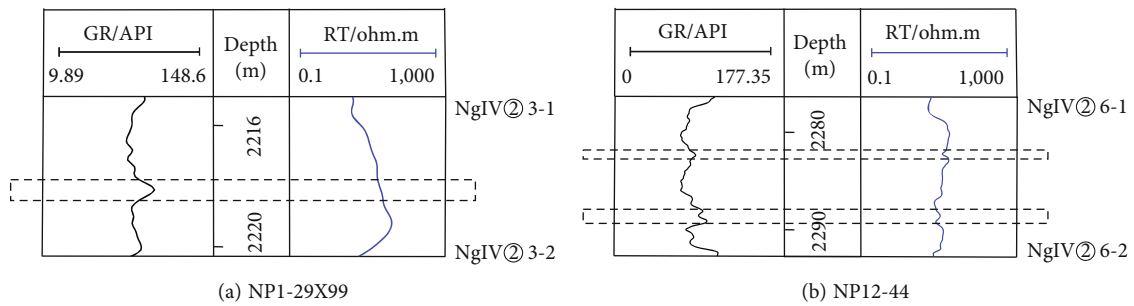 GR/API
Depth
(m)
RT/ohm.m
9.89 148.6
0.1 1,000
NgIV② 3-1
2216
2220
NgIV② 3-2
(a) NP1-29X99
GR/API
Depth
(m)
RT/ohm.m
0 177.35
0.1 1,000
NgIV② 6-1
2280
2290
NgIV② 6-2
(b) NP12-44